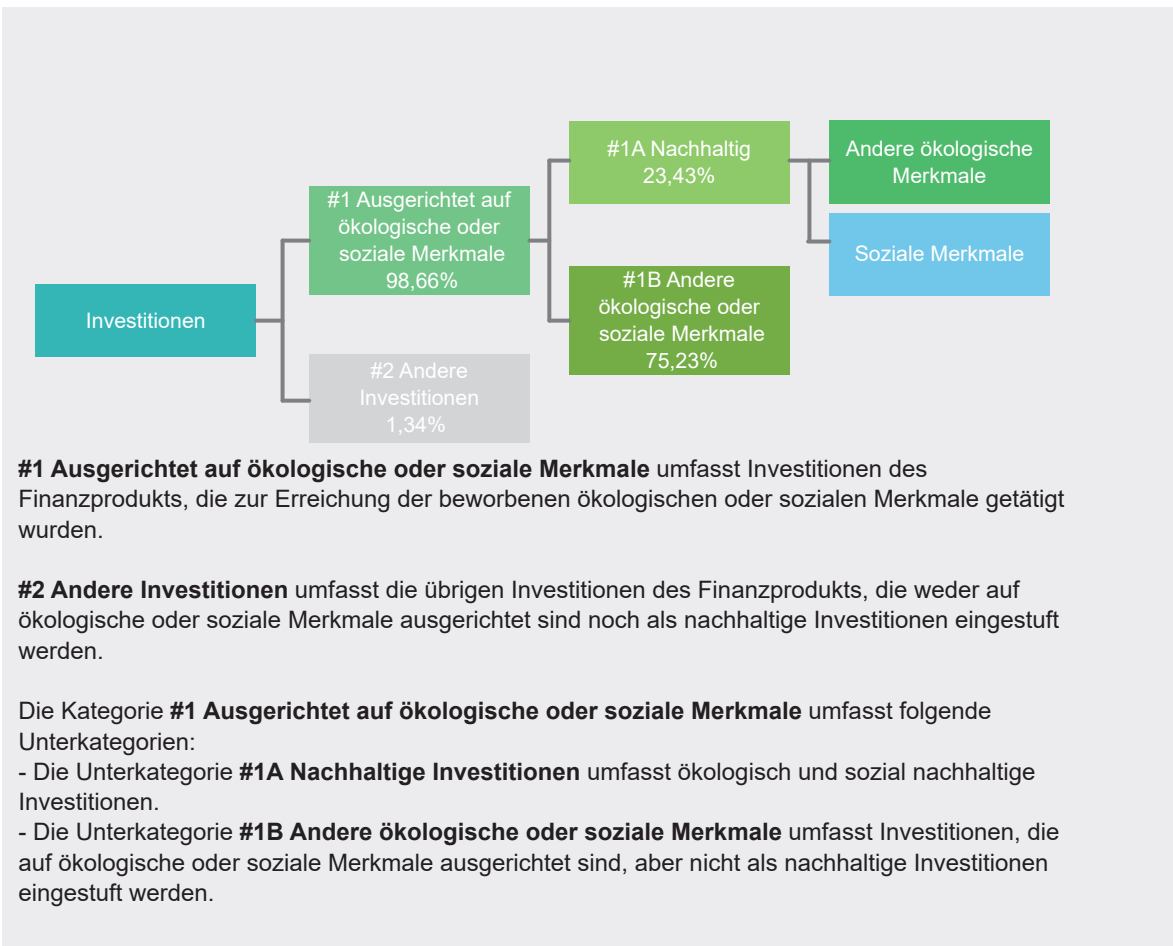 #1A Nachhaltig
23,43%
Andere ökologische
Merkmale
#1 Ausgerichtet auf
ökologische oder
soziale Merkmale
98,66%
Soziale Merkmale
#1B Andere
ökologische oder
soziale Merkmale
75,23%
Investitionen
#2 Andere
Investitionen
1,34%
#1 Ausgerichtet auf ökologische oder soziale Merkmale umfasst Investitionen des
Finanzprodukts, die zur Erreichung der beworbenen ökologischen oder sozialen Merkmale getätigt
wurden.
#2 Andere Investitionen umfasst die übrigen Investitionen des Finanzprodukts, die weder auf
ökologische oder soziale Merkmale ausgerichtet sind noch als nachhaltige Investitionen eingestuft
werden.
Die Kategorie #1 Ausgerichtet auf ökologische oder soziale Merkmale umfasst folgende
Unterkategorien:
- Die Unterkategorie #1A Nachhaltige Investitionen umfasst ökologisch und sozial nachhaltige
Investitionen.
- Die Unterkategorie #1B Andere ökologische oder soziale Merkmale umfasst Investitionen, die
auf ökologische oder soziale Merkmale ausgerichtet sind, aber nicht als nachhaltige Investitionen
eingestuft werden.